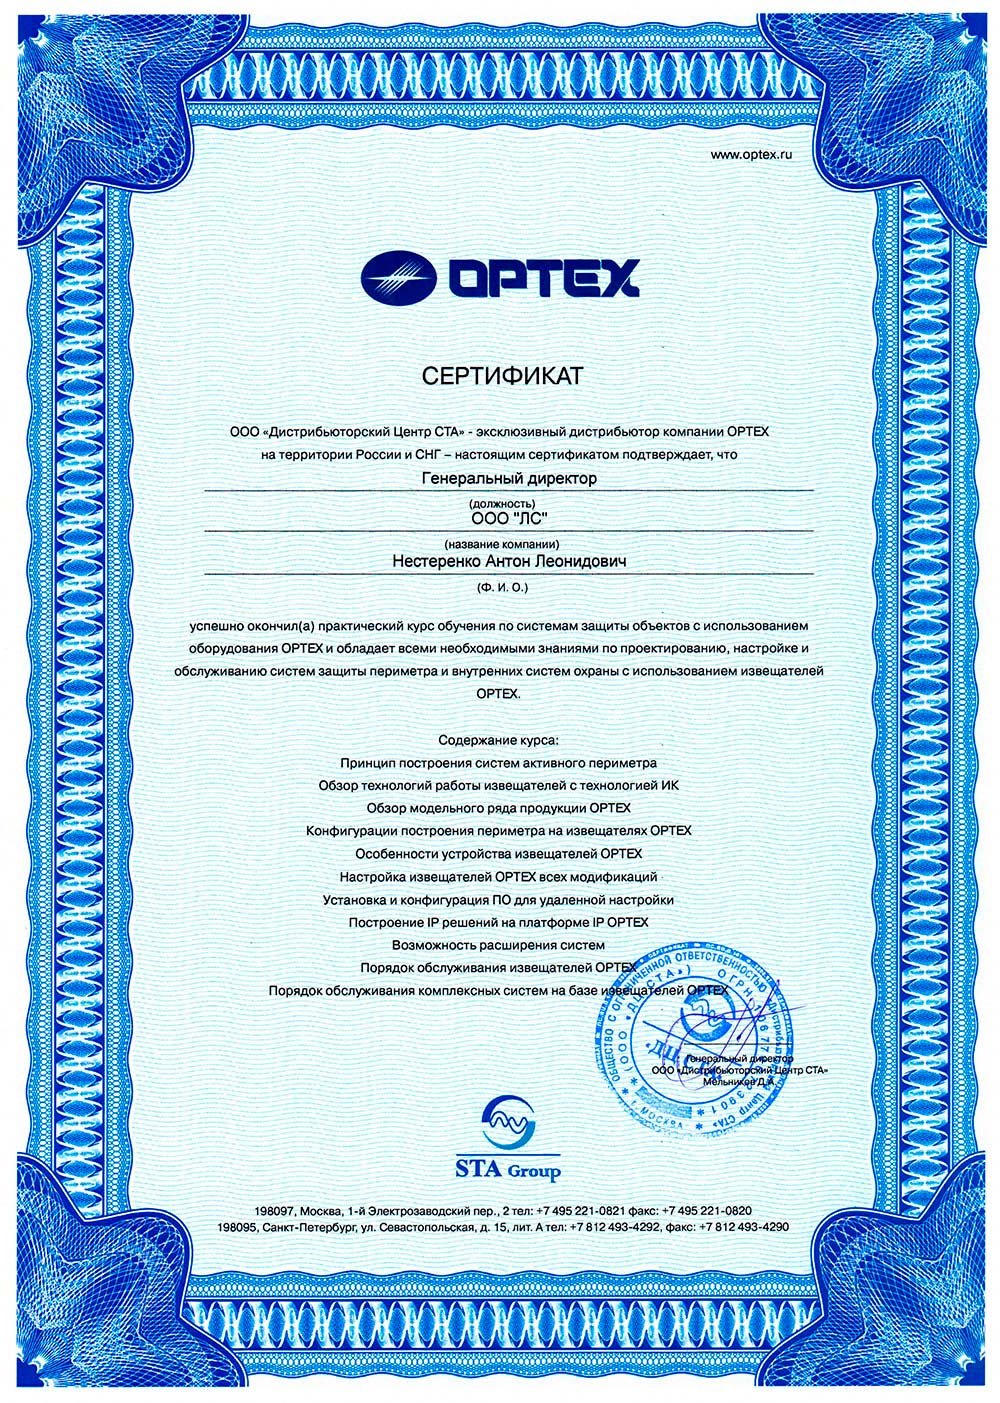 www.optex.ru
OPTEX
СЕРТИФИКАТ
ООО «Дистрибьюторский Центр СТА» - эксклюзивный дистрибьютор компании OPTEX
на территории России и СНГ – настоящим сертификатом подтверждает, что
Генеральный директор
(должность)
ООО "ЛС"
(название компании)
Нестеренко Антон Леонидович
(Ф. И. О.)
успешно окончил(а) практический курс обучения по системам защиты объектов с использованием
оборудования OPTEX и обладает всеми необходимыми знаниями по проектированию, настройке и
обслуживанию систем защиты периметра и внутренних систем охраны с использованием извещателей
OPTEX.
Содержание курса:
Принцип построения систем активного периметра
Обзор технологий работы извещателей с технологией ИК
Обзор модельного ряда продукции OPTEX
Конфигурации построения периметра на извещателях OPTEX
Особенности устройства извещателей OPTEX
Настройка извещателей OPTEX всех модификаций
Установка и конфигурация ПО для удаленной настройки
Построение IP решений на платформе IP OPTEX
Возможность расширения систем
Порядок обслуживания извещателей OPTEX
Порядок обслуживания комплексных систем на базе извещателей OPTEX
ОБЩЕСТВО С ОГРАНИ�ченной ОТВЕТСТВЕННОСТЬЮ
(ООО «ДЦ СТА») ОГРН
г. МОСКВА
Генеральный директор
ООО «Дистрибьюторский Центр СТА»
Мельников Д.А.
STA Group
198097, Москва, 1-й Электрозаводский пер., 2 тел: +7 495 221-0821 факс: +7 495 221-0820
198095, Санкт-Петербург, ул. Севастопольская, д. 15, лит. А тел: +7 812 493-4292, факс: +7 812 493-4290